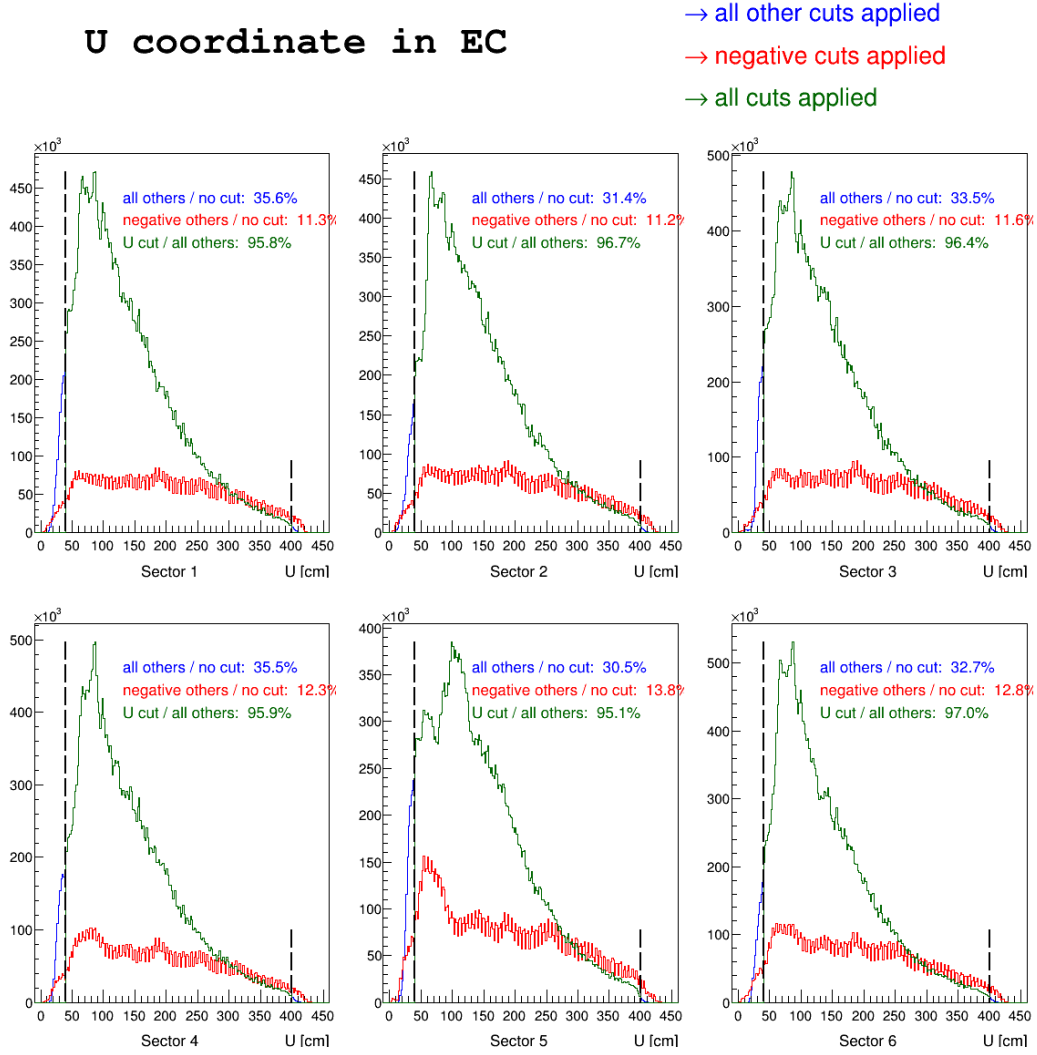 U coordinate in EC
→ all other cuts applied
→ negative cuts applied
→ all cuts applied
×10³
450
400
350
300
250
200
150
100
50
0
all others / no cut: 35.6%
negative others / no cut: 11.3%
U cut / all others: 95.8%
0 50 100 150 200 250 300 350 400 450
Sector 1 U [cm]
×10³
450
400
350
300
250
200
150
100
50
0
all others / no cut: 31.4%
negative others / no cut: 11.2%
U cut / all others: 96.7%
0 50 100 150 200 250 300 350 400 450
Sector 2 U [cm]
×10³
500
400
300
200
100
0
all others / no cut: 33.5%
negative others / no cut: 11.6%
U cut / all others: 96.4%
0 50 100 150 200 250 300 350 400 450
Sector 3 U [cm]
×10³
500
400
300
200
100
0
all others / no cut: 35.5%
negative others / no cut: 12.3%
U cut / all others: 95.9%
0 50 100 150 200 250 300 350 400 450
Sector 4 U [cm]
×10³
400
350
300
250
200
150
100
50
0
all others / no cut: 30.5%
negative others / no cut: 13.8%
U cut / all others: 95.1%
0 50 100 150 200 250 300 350 400 450
Sector 5 U [cm]
×10³
500
400
300
200
100
0
all others / no cut: 32.7%
negative others / no cut: 12.8%
U cut / all others: 97.0%
0 50 100 150 200 250 300 350 400 450
Sector 6 U [cm]